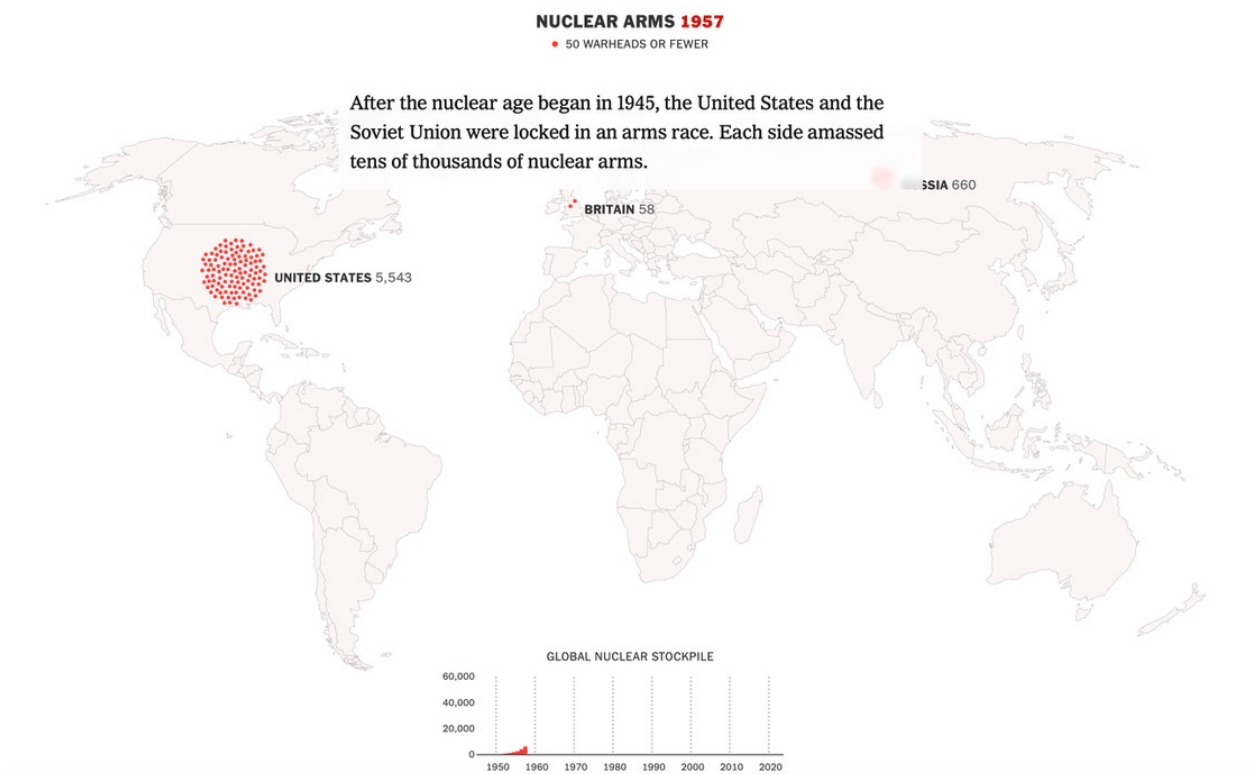 NUCLEAR ARMS 1957
50 WARHEADS OR FEWER
After the nuclear age began in 1945, the United States and the
Soviet Union were locked in an arms race. Each side amassed
tens of thousands of nuclear arms.
RUSSIA 660
BRITAIN 58
UNITED STATES 5,543
GLOBAL NUCLEAR STOCKPILE
60,000
40,000
20,000
0
1950 1960 1970 1980 1990 2000 2010 2020